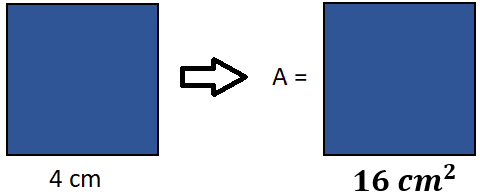 A =
4 cm
16 cm²